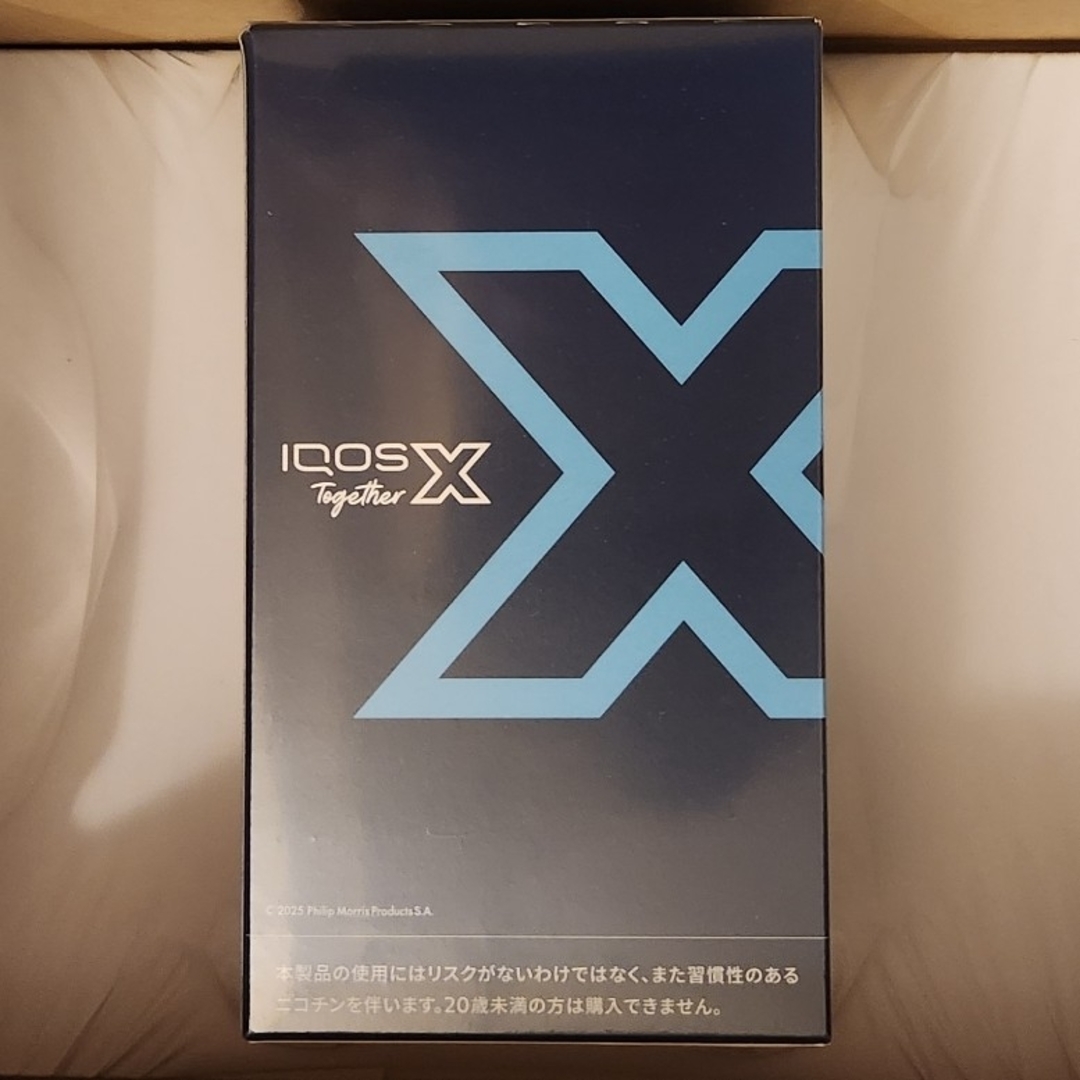 IQOS X
Together
© 2025 Philip Morris Products S.A.
本製品の使用にはリスクがないわけではなく、また習慣性のある
ニコチンを伴います。20歳未満の方は購入できません。